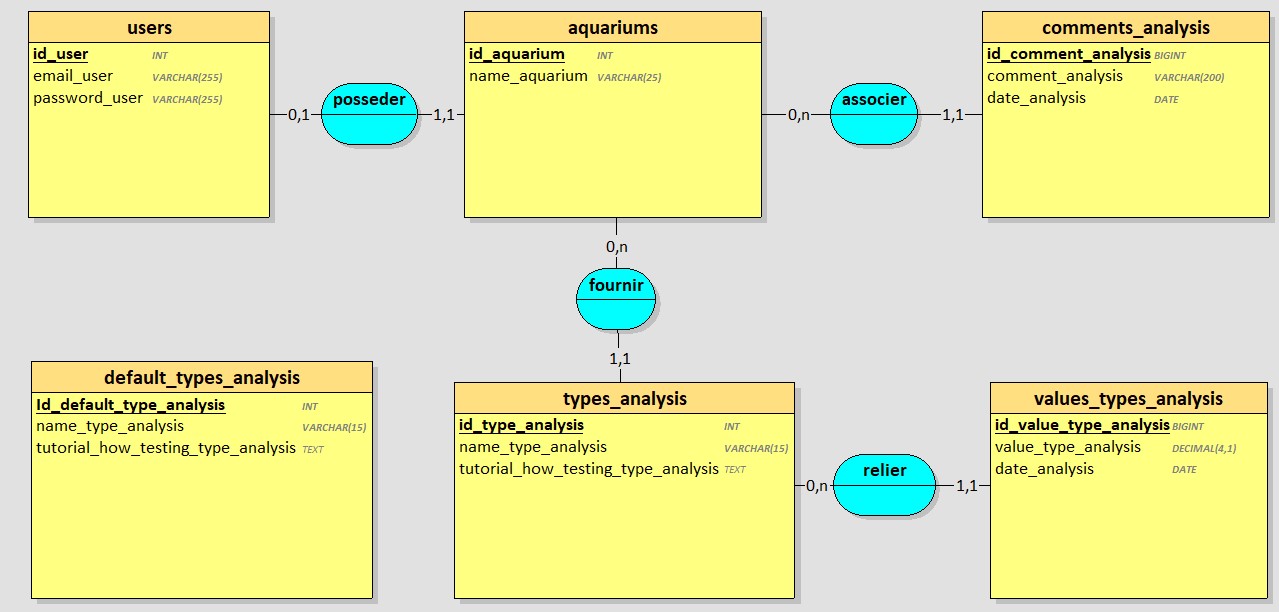 users
id_user INT
email_user VARCHAR(255)
password_user VARCHAR(255)
0,1
posseder
1,1
aquariums
id_aquarium INT
name_aquarium VARCHAR(25)
0,n
associer
1,1
comments_analysis
id_comment_analysis BIGINT
comment_analysis VARCHAR(200)
date_analysis DATE
0,n
fournir
1,1
default_types_analysis
Id_default_type_analysis INT
name_type_analysis VARCHAR(15)
tutorial_how_testing_type_analysis TEXT
types_analysis
id_type_analysis INT
name_type_analysis VARCHAR(15)
tutorial_how_testing_type_analysis TEXT
0,n
relier
1,1
values_types_analysis
id_value_type_analysis BIGINT
value_type_analysis DECIMAL(4,1)
date_analysis DATE